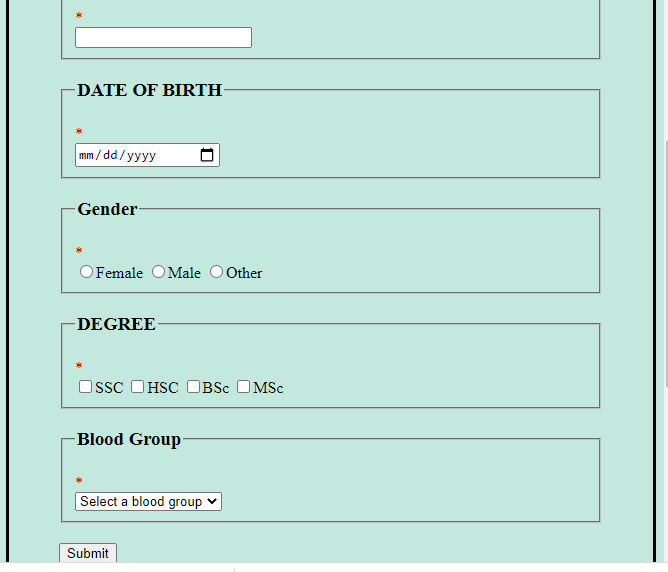 *
DATE OF BIRTH
*
mm/dd/yyyy
Gender
*
Female Male Other
DEGREE
*
SSC HSC BSc MSc
Blood Group
*
Select a blood group
Submit